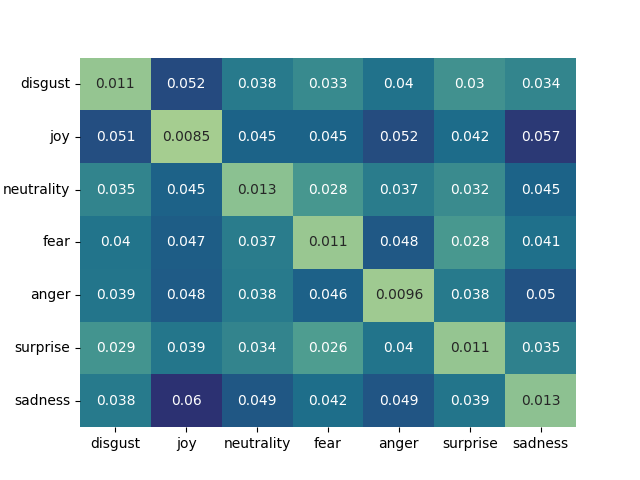 disgust 0.011 0.052 0.038 0.033 0.04 0.03 0.034
joy 0.051 0.0085 0.045 0.045 0.052 0.042 0.057
neutrality 0.035 0.045 0.013 0.028 0.037 0.032 0.045
fear 0.04 0.047 0.037 0.011 0.048 0.028 0.041
anger 0.039 0.048 0.038 0.046 0.0096 0.038 0.05
surprise 0.029 0.039 0.034 0.026 0.04 0.011 0.035
sadness 0.038 0.06 0.049 0.042 0.049 0.039 0.013
disgust joy neutrality fear anger surprise sadness